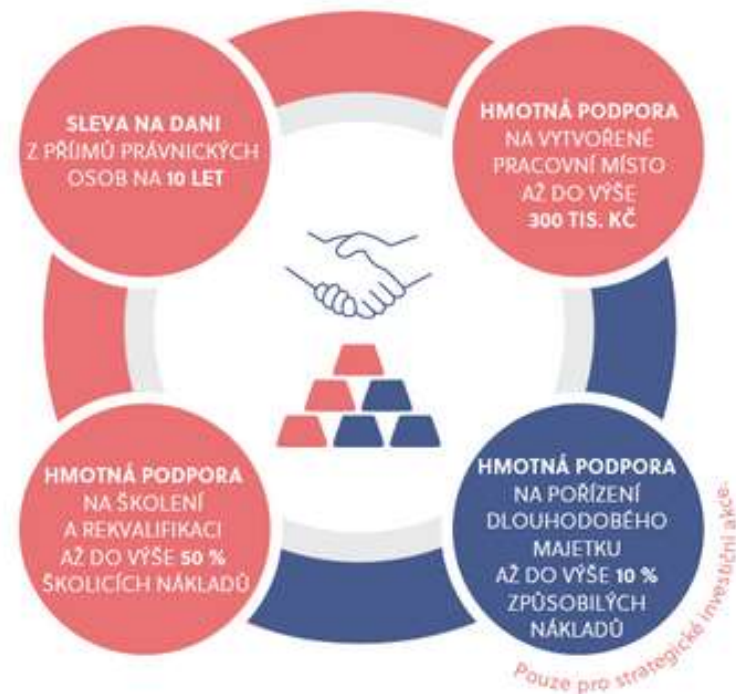 SLEVA NA DANI
Z PŘÍJMŮ PRÁVNICKÝCH
OSOB NA 10 LET
HMOTNÁ PODPORA
NA VYTVOŘENÉ
PRACOVNÍ MÍSTO
AŽ DO VÝŠE
300 TIS. KČ
HMOTNÁ PODPORA
NA ŠKOLENÍ
A REKVALIFIKACI
AŽ DO VÝŠE 50 %
ŠKOLICÍCH NÁKLADŮ
HMOTNÁ PODPORA
NA POŘÍZENÍ
DLOUHODOBÉHO
MAJETKU
AŽ DO VÝŠE 10 %
ZPŮSOBILÝCH
NÁKLADŮ
Pouze pro strategické investiční akce.